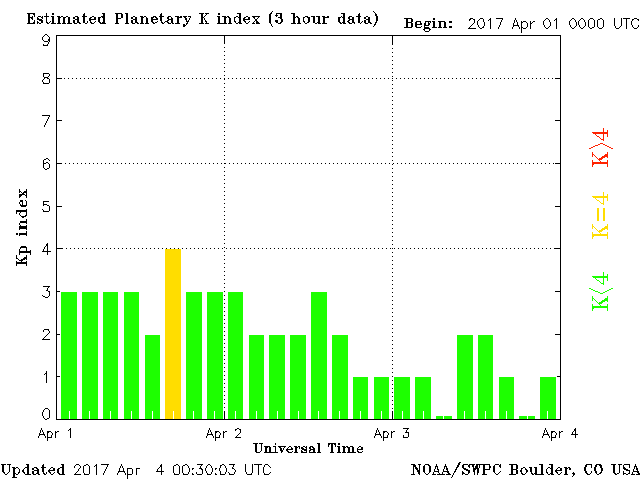 Estimated Planetary K index (3 hour data) Begin: 2017 Apr 01 0000 UTC
9
8
7
6
5
4
3
2
1
0
Kp index
K>4
K=4
K<4
Apr 1 Apr 2 Apr 3 Apr 4
Universal Time
Updated 2017 Apr 4 00:30:03 UTC NOAA/SWPC Boulder, CO USA